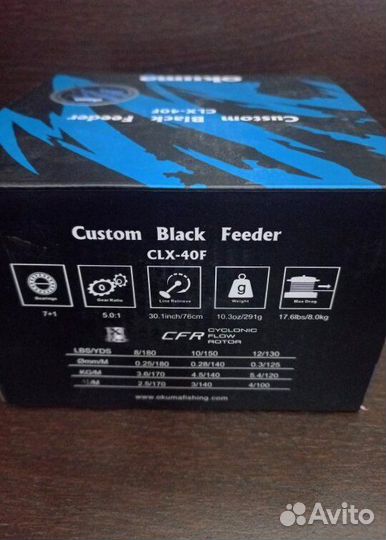 Okuma
Custom Black Feeder
CLX-40F
Custom Black Feeder
CLX-40F
Bearings Gear Ratio Line Retrieve Weight Max Drag
g
7+1 5.0:1 30.1inch/76cm 10.3oz/291g 17.6lbs/8.0kg
CFR CYCLONIC FLOW ROTOR
LBS/YDS 8/180 10/150 12/130
Ømm/M 0.25/180 0.28/140 0.3/125
KG/M 3.6/170 4.5/140 5.4/120
/M 2.5/170 3/140 4/100
www.okumafishing.com
Avito